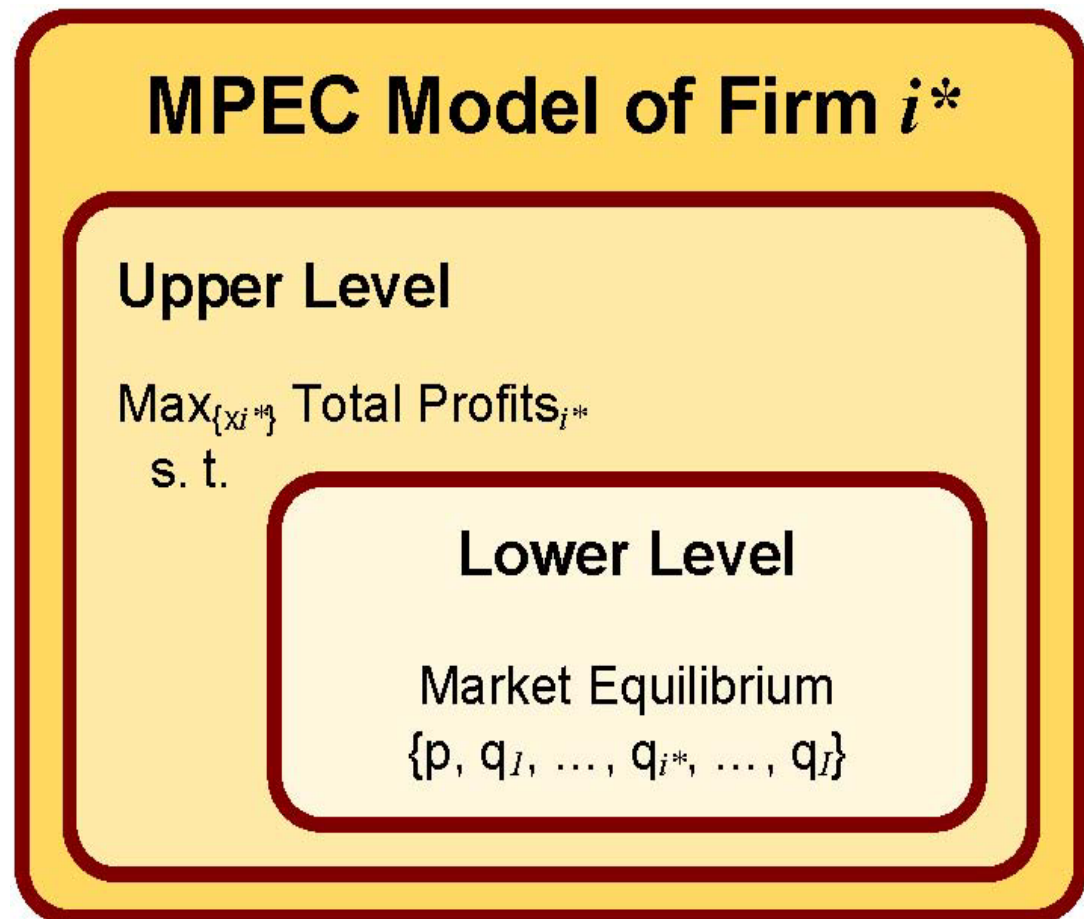 MPEC Model of Firm i*
Upper Level
Max{xi*} Total Profitsi*
s. t.
Lower Level
Market Equilibrium
{p, q1, …, qi*, …, qI}